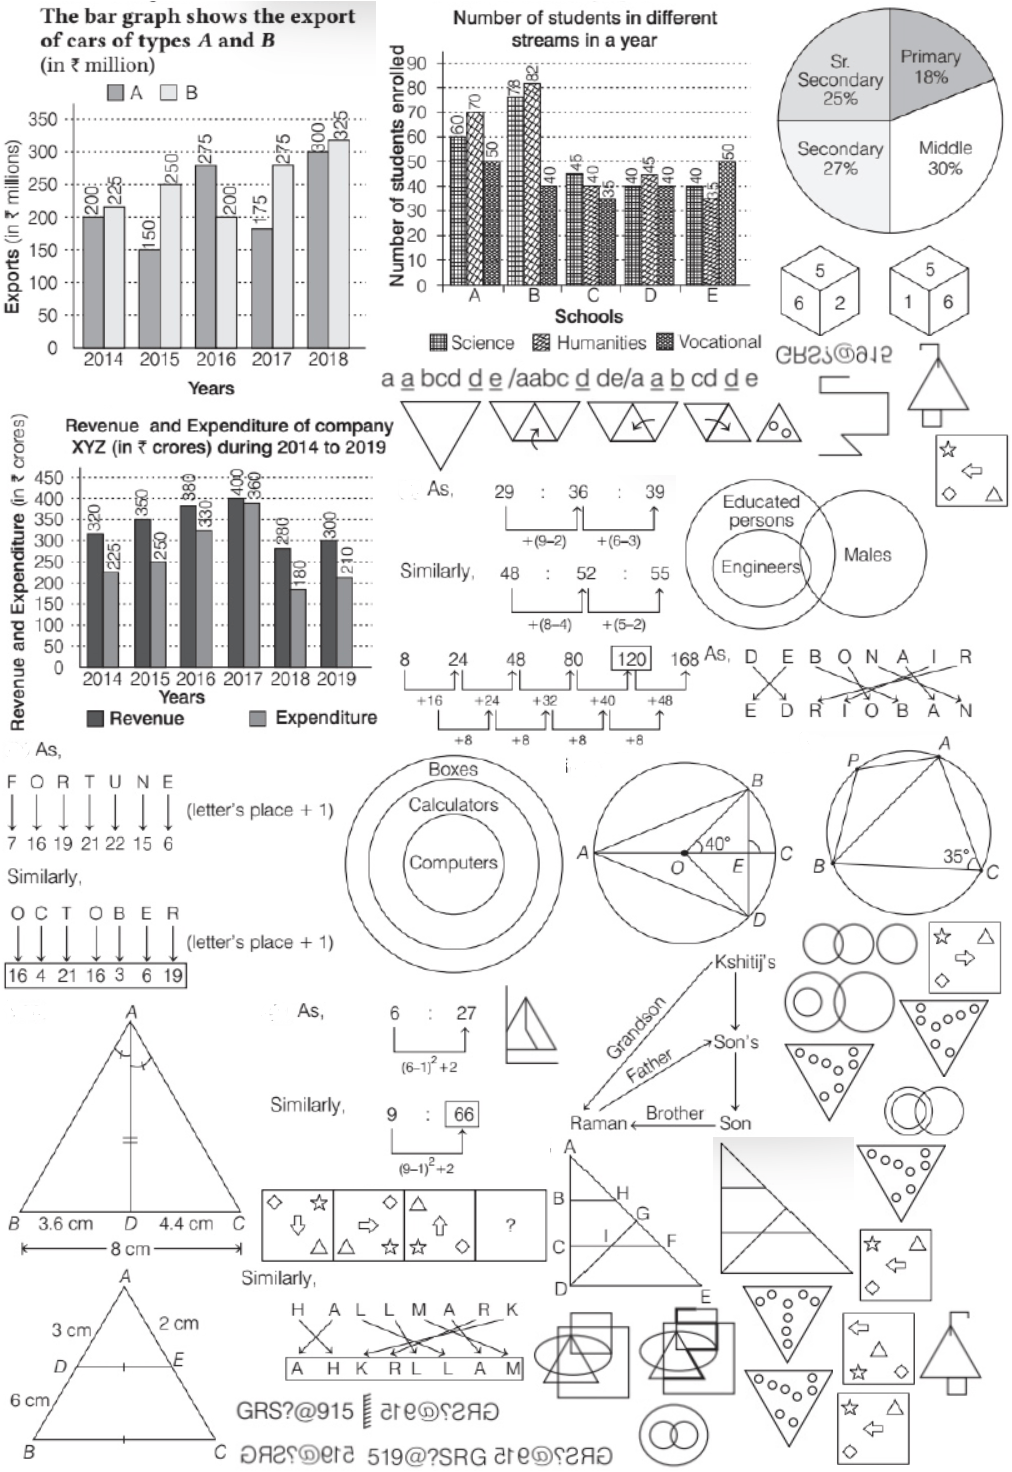 The bar graph shows the export
of cars of types A and B
(in ₹ million)
A B
Exports (in ₹ millions)
350
300
250
200
150
100
50
0
200 225 150 250 275 200 175 275 300 325
2014 2015 2016 2017 2018
Years
Number of students in different
streams in a year
Number of students enrolled
90
80
70
60
50
40
30
20
10
0
60 70 50 78 82 40 45 40 35 40 45 40 40 35 50
A B C D E
Schools
Science Humanities Vocational
Sr.
Secondary
25%
Primary
18%
Secondary
27%
Middle
30%
5
6 2
5
1 6
GRS?@915
a a bcd d e /aabc d de/a a b cd d e
Revenue and Expenditure of company
XYZ (in ₹ crores) during 2014 to 2019
Revenue and Expenditure (in ₹ crores)
450
400
350
300
250
200
150
100
50
0
320 225 350 250 380 330 400 360 280 180 300 210
2014 2015 2016 2017 2018 2019
Years
Revenue Expenditure
As, 29 : 36 : 39
+(9–2) +(6–3)
Similarly, 48 : 52 : 55
+(8–4) +(5–2)
Educated
persons
Engineers
Males
8 24 48 80 120 168
+16 +24 +32 +40 +48
+8 +8 +8 +8
As, D E B O N A I R
E D R I O B A N
As,
F O R T U N E
(letter's place + 1)
7 16 19 21 22 15 6
Similarly,
O C T O B E R
(letter's place + 1)
16 4 21 16 3 6 19
Boxes
Calculators
Computers
A B C D E O 40°
P A B C 35°
A
B 3.6 cm D 4.4 cm C
8 cm
As, 6 : 27
(6–1)²+2
Similarly, 9 : 66
(9–1)²+2
Kshitij's
Grandson
Son's
Father
Raman Brother Son
A
B H
G
C I F
D E
?
A
3 cm 2 cm
D E
6 cm
B C
Similarly,
H A L L M A R K
A H K R L L A M
GRS?@915 GRS?@915
GRS?@915 519@?SRG GRS?@915